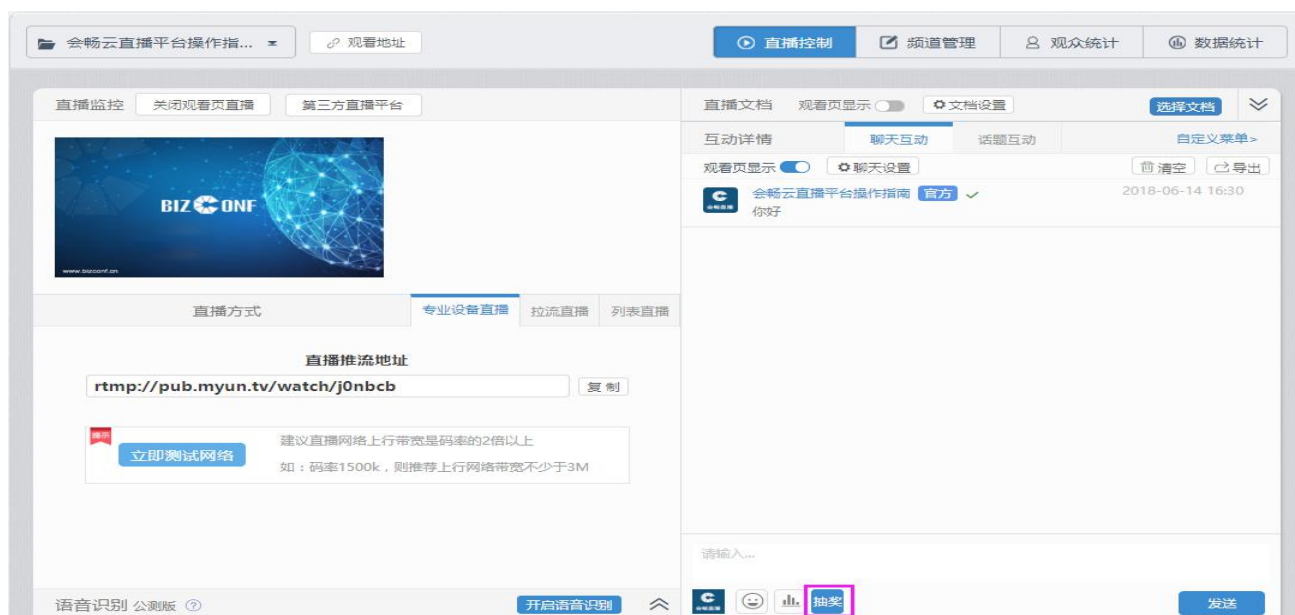 会畅云直播平台操作指... 观看地址 直播控制 频道管理 观众统计 数据统计
直播监控 关闭观看页直播 第三方直播平台
BIZCONF
www.bizconf.cn
直播方式 专业设备直播 拉流直播 列表直播
直播推流地址
rtmp://pub.myun.tv/watch/j0nbcb 复制
提示
立即测试网络
建议直播网络上行带宽是码率的2倍以上
如：码率1500k，则推荐上行网络带宽不少于3M
语音识别 公测版 ? 开启语音识别
直播文档 观看页显示 文档设置 选择文档
互动详情 聊天互动 话题互动 自定义菜单>
观看页显示 聊天设置 清空 导出
会畅云直播平台操作指南 官方 2018-06-14 16:30
你好
请输入...
抽奖 发送